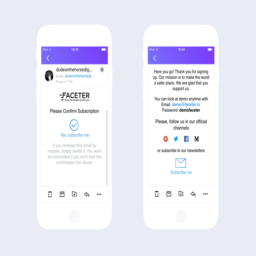 dudeonthehorse@g...
FACETER
Please Confirm Subscription
Yes, subscribe me
If you received this email by
mistake, simply delete it. You won't
be subscribed if you don't click the
confirmation link above.
Here you go! Thank you for signing
up. Our mission is to make the world
a safer place. We are glad that you
support us.
You can look at demo anytime with
Email: demo@faceter.io
Password: demofaceter
Please, follow us in our official
channels
or subscribe to our newsletters
Subscribe